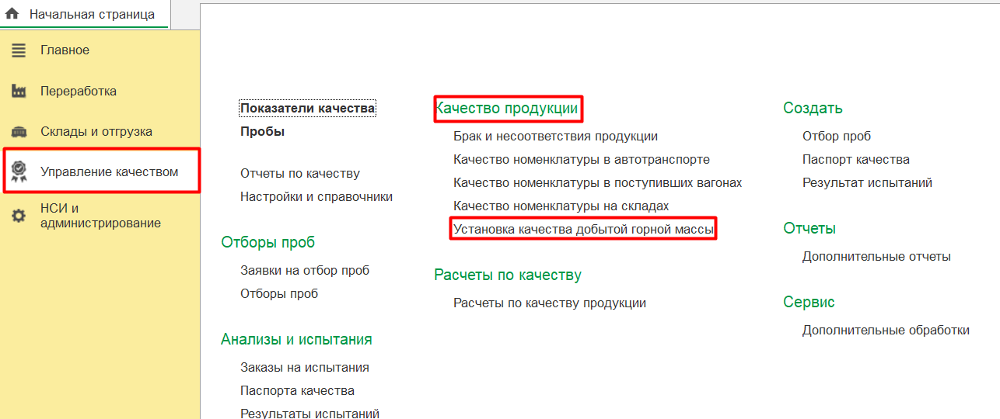 Начальная страница
Главное
Переработка
Склады и отгрузка
Управление качеством
НСИ и
администрирование
Показатели качества
Пробы
Отчеты по качеству
Настройки и справочники
Отборы проб
Заявки на отбор проб
Отборы проб
Анализы и испытания
Заказы на испытания
Паспорта качества
Результаты испытаний
Качество продукции
Брак и несоответствия продукции
Качество номенклатуры в автотранспорте
Качество номенклатуры в поступивших вагонах
Качество номенклатуры на складах
Установка качества добытой горной массы
Расчеты по качеству
Расчеты по качеству продукции
Создать
Отбор проб
Паспорт качества
Результат испытаний
Отчеты
Дополнительные отчеты
Сервис
Дополнительные обработки